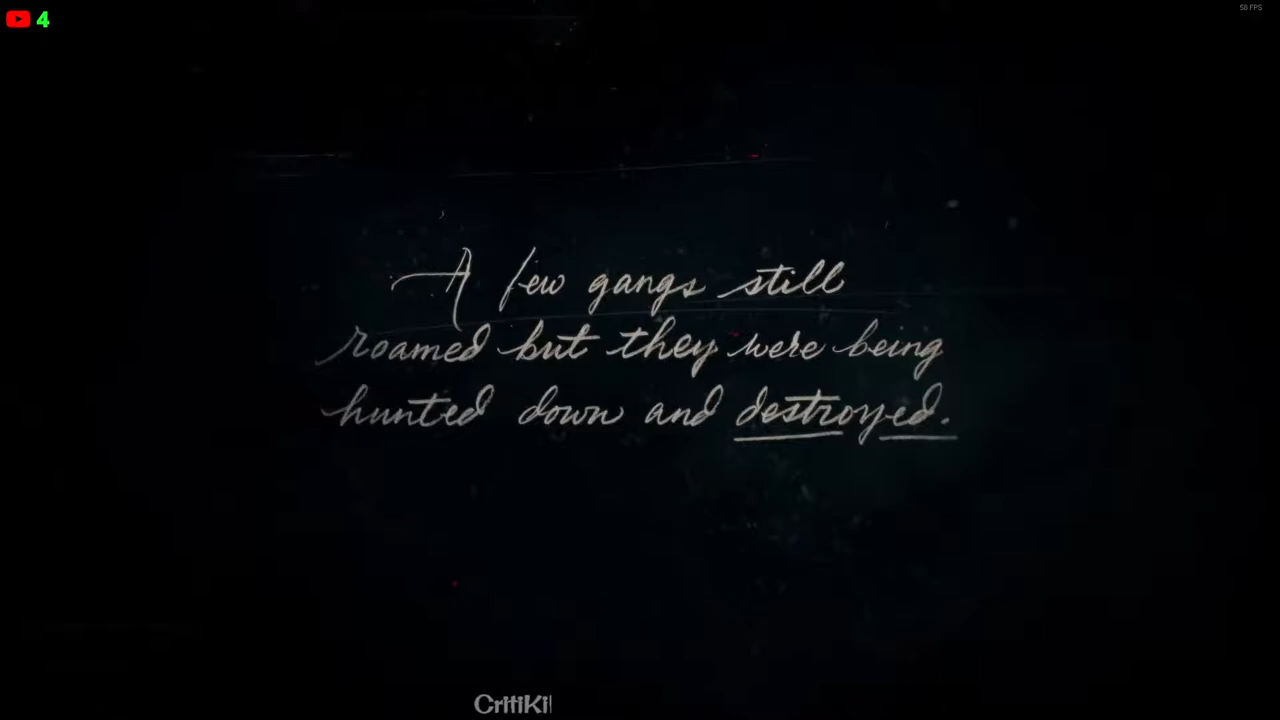 4
58 FPS
A few gangs still
roamed but they were being
hunted down and destroyed.
CritiKil